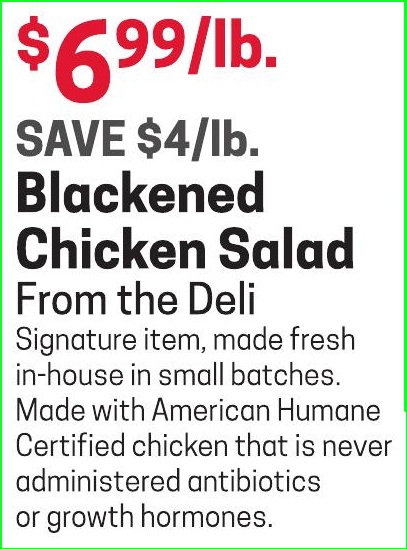 $6.99/lb.
SAVE $4/lb.
Blackened
Chicken Salad
From the Deli
Signature item, made fresh
in-house in small batches.
Made with American Humane
Certified chicken that is never
administered antibiotics
or growth hormones.